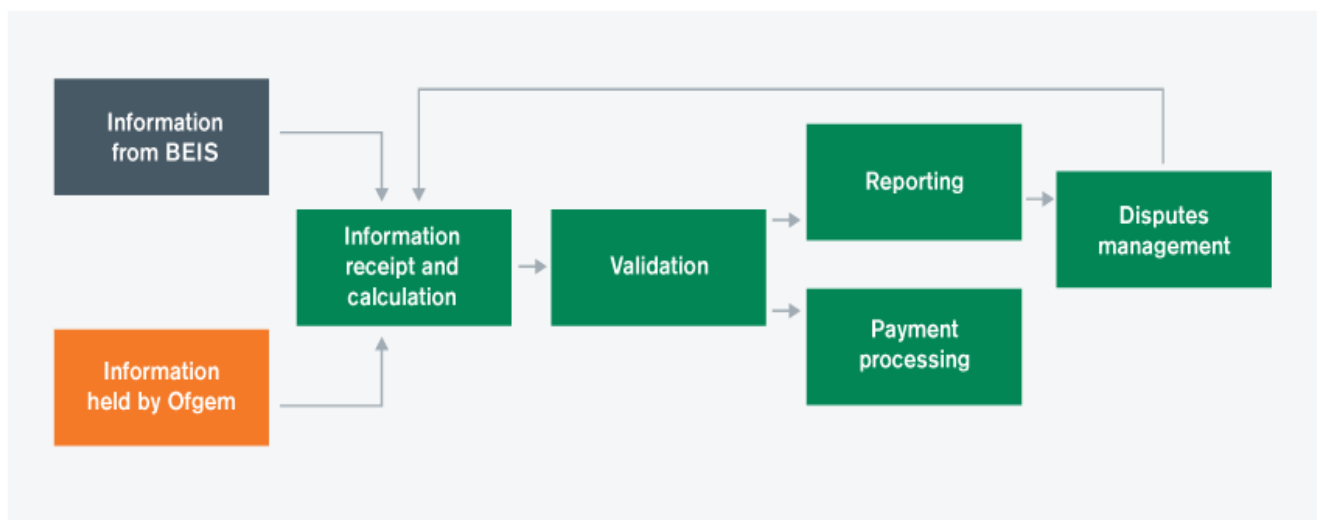 Information
from BEIS
Information
held by Ofgem
Information
receipt and
calculation
Validation
Reporting
Payment
processing
Disputes
management